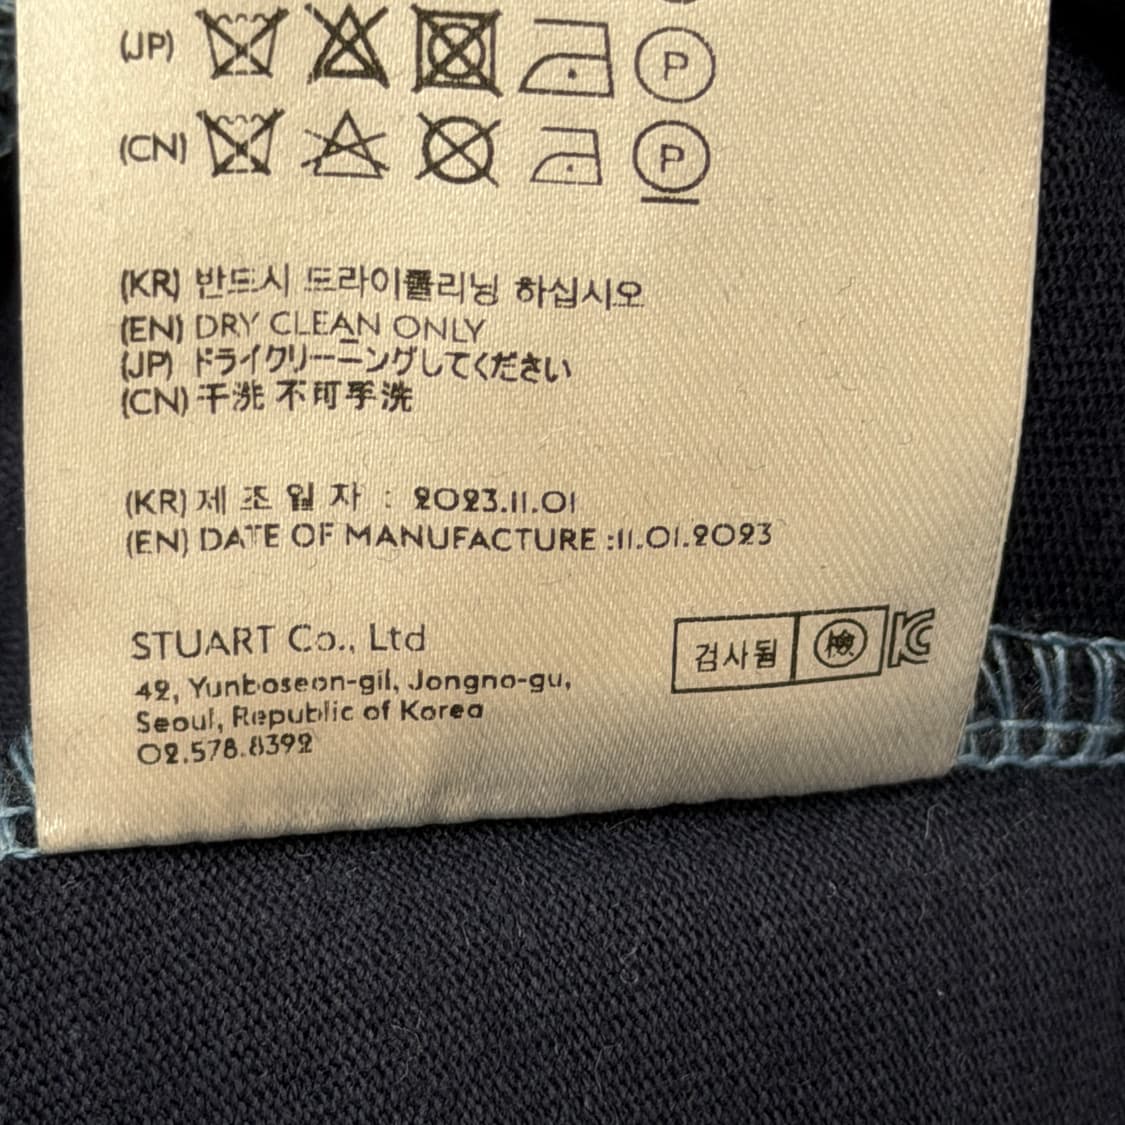 (JP) P
(CN) P
(KR) 반드시 드라이클리닝 하십시오
(EN) DRY CLEAN ONLY
(JP) ドライクリーニングしてください
(CN) 干洗 不可手洗
(KR) 제 조 일 자 : 2023.11.01
(EN) DATE OF MANUFACTURE :11.01.2023
STUART Co., Ltd
42, Yunboseon-gil, Jongno-gu,
Seoul, Republic of Korea
02.578.8392
검사됨 檢 KC